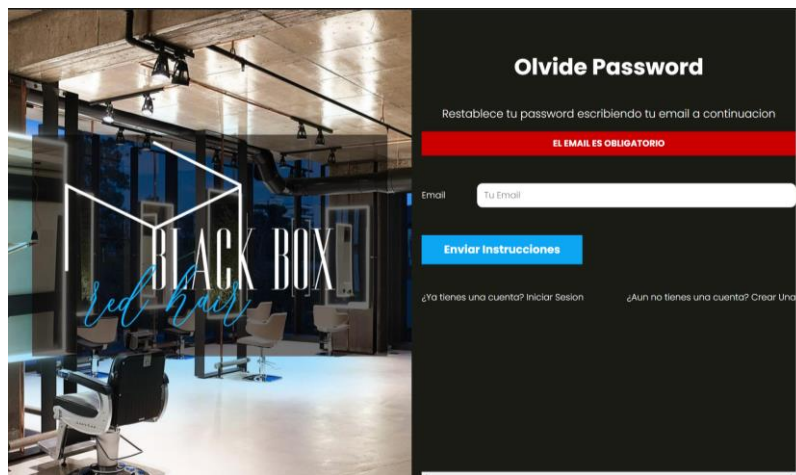 BLACK BOX
red hair
Olvide Password
Restablece tu password escribiendo tu email a continuacion
EL EMAIL ES OBLIGATORIO
Email
Tu Email
Enviar Instrucciones
¿Ya tienes una cuenta? Iniciar Sesion
¿Aun no tienes una cuenta? Crear Una